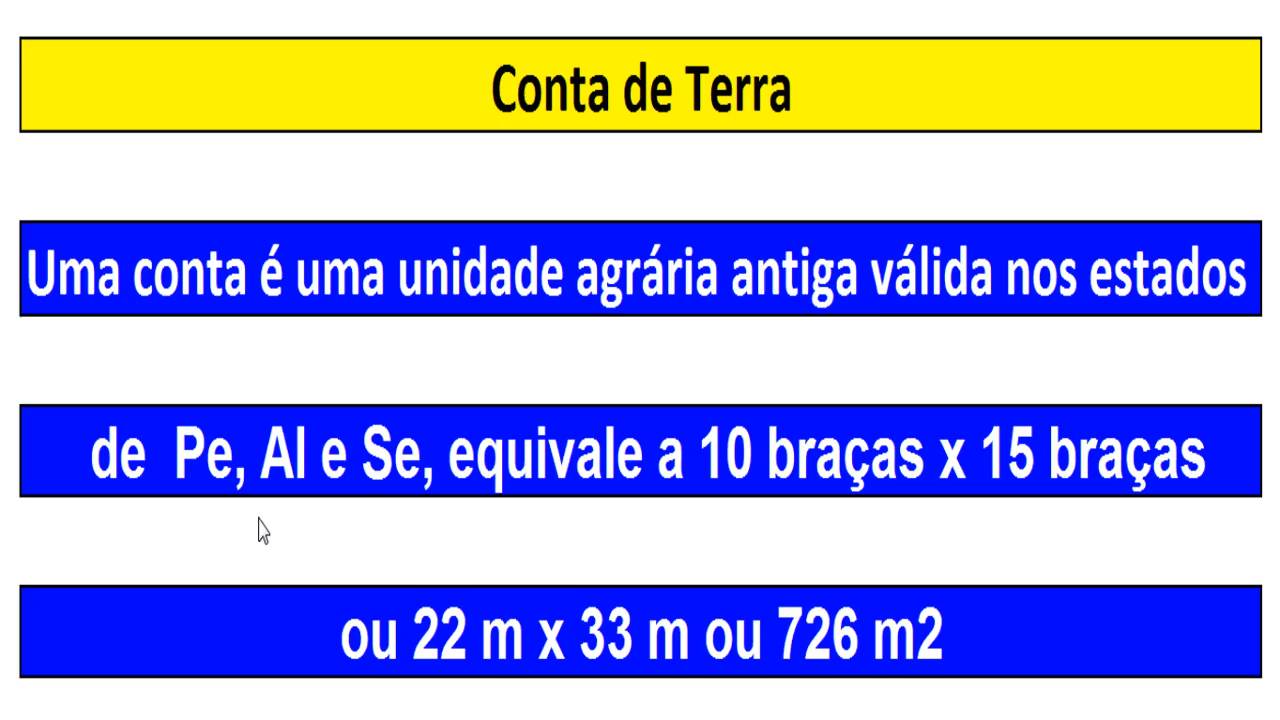 Conta de Terra
Uma conta é uma unidade agrária antiga válida nos estados
de Pe, Al e Se, equivale a 10 braças x 15 braças
ou 22 m x 33 m ou 726 m2